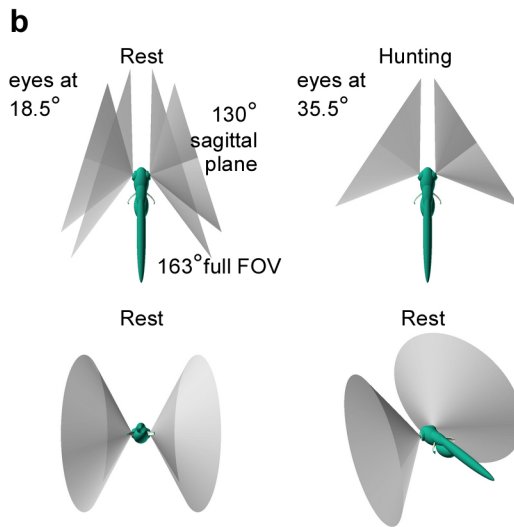 b
Rest
Hunting
eyes at
18.5°
130°
sagittal
plane
eyes at
35.5°
163°full FOV
Rest
Rest